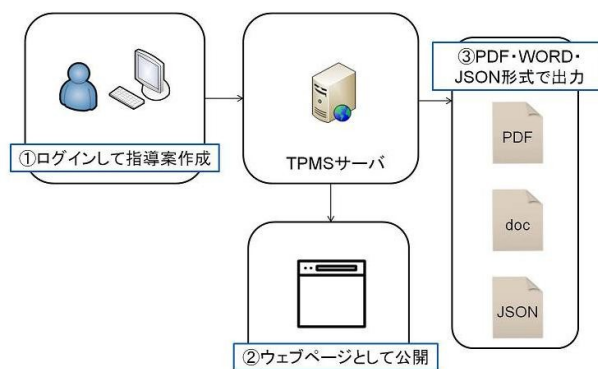 ①ログインして指導案作成
TPMSサーバ
②ウェブページとして公開
③PDF・WORD・
JSON形式で出力
PDF
doc
JSON